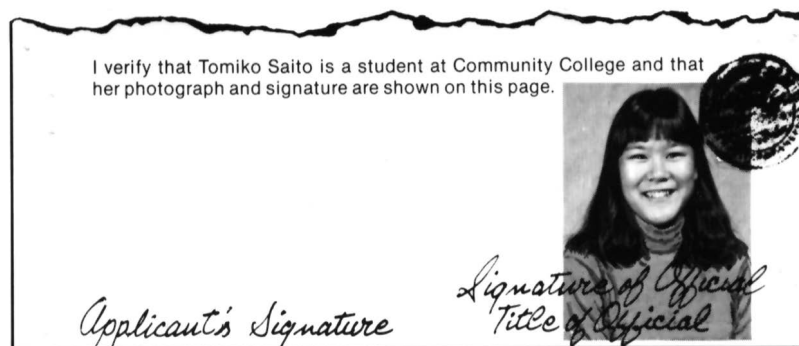 I verify that Tomiko Saito is a student at Community College and that
her photograph and signature are shown on this page.
Signature of Official
Title of Official
Applicant's Signature